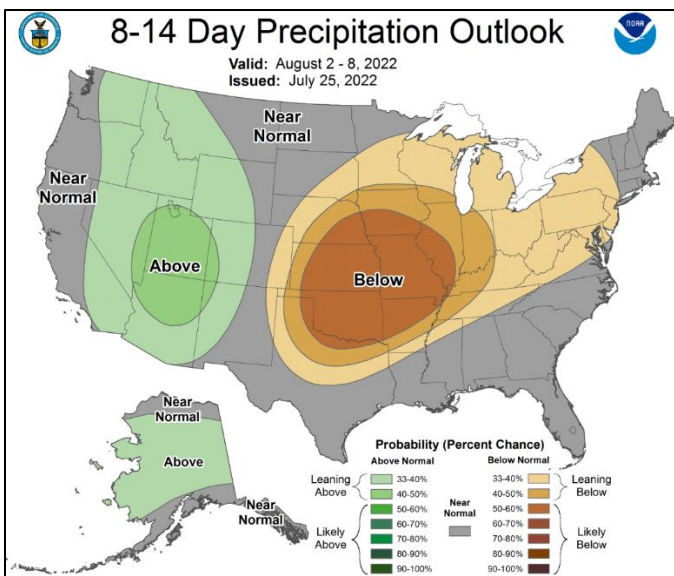 8-14 Day Precipitation Outlook
NOAA
Valid: August 2 - 8, 2022
Issued: July 25, 2022
Near
Normal
Near
Normal
Above
Below
Near
Normal
Above
Near
Normal
Probability (Percent Chance)
Above Normal
Below Normal
Leaning
Above
33-40%
40-50%
Likely
Above
50-60%
60-70%
70-80%
80-90%
90-100%
Near
Normal
33-40%
40-50%
Leaning
Below
50-60%
60-70%
70-80%
80-90%
90-100%
Likely
Below